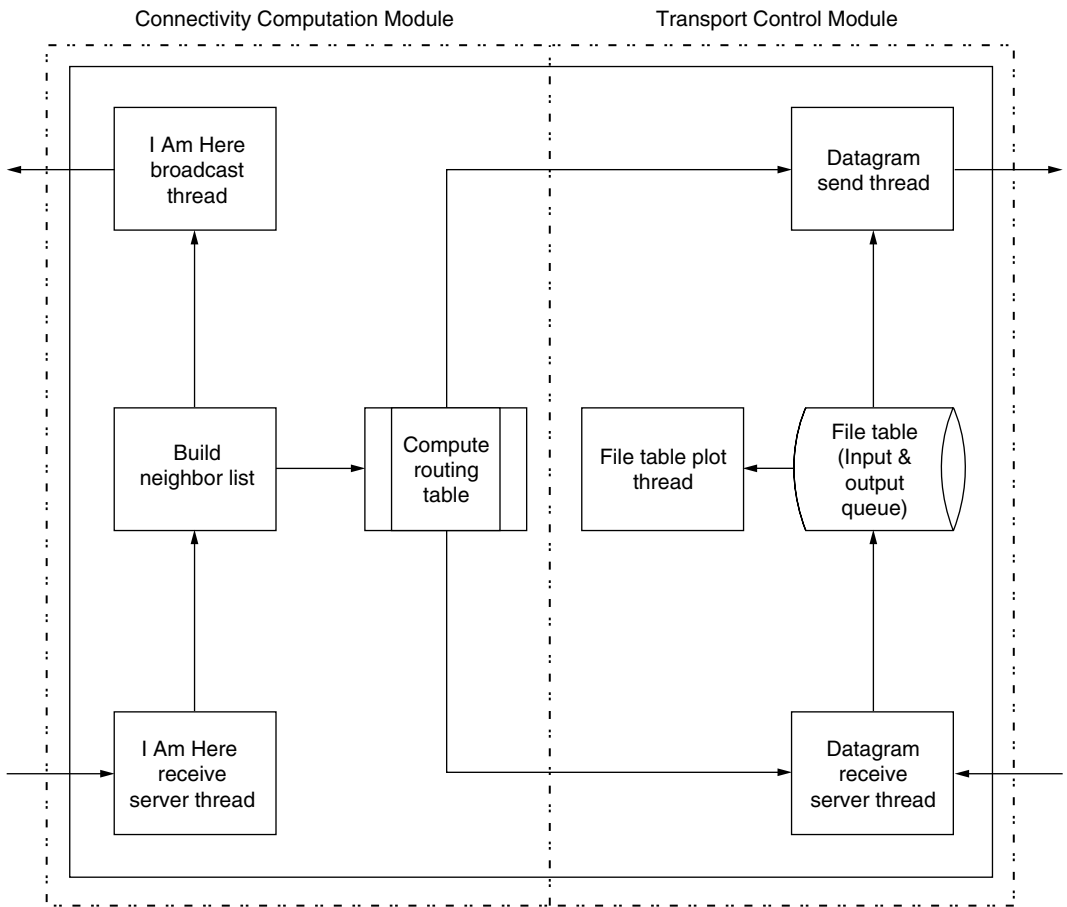 Connectivity Computation Module
Transport Control Module
I Am Here
broadcast
thread
Datagram
send thread
Build
neighbor list
Compute
routing
table
File table plot
thread
File table
(Input &
output
queue)
I Am Here
receive
server thread
Datagram
receive
server thread